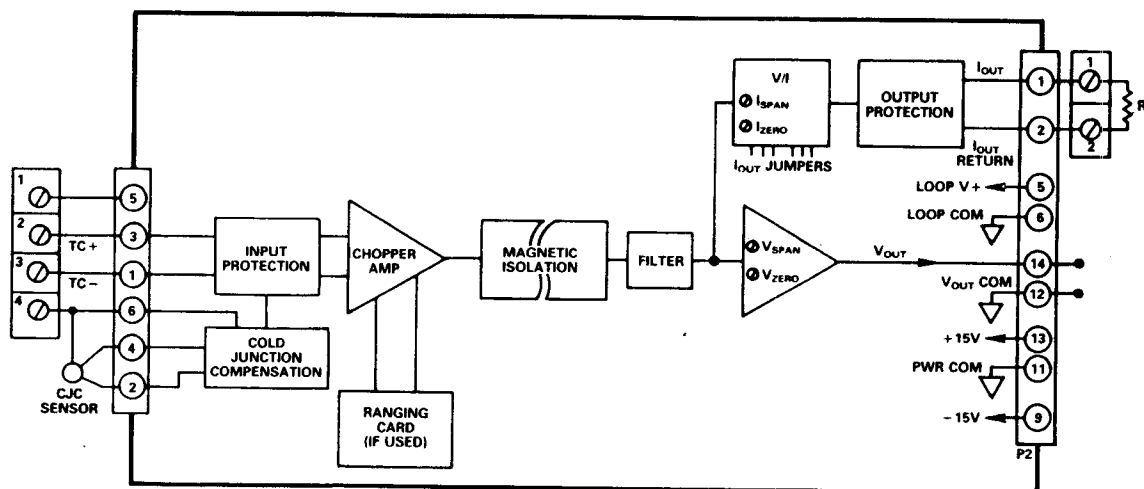 1
2
3
4
TC +
TC −
5
3
1
6
4
2
CJC
SENSOR
INPUT
PROTECTION
COLD
JUNCTION
COMPENSATION
CHOPPER
AMP
RANGING
CARD
(IF USED)
MAGNETIC
ISOLATION
FILTER
V/I
I SPAN
I ZERO
IOUT JUMPERS
OUTPUT
PROTECTION
VSPAN
VZERO
VOUT
IOUT
IOUT
RETURN
LOOP V +
LOOP COM
VOUT COM
+ 15V
PWR COM
− 15V
1
2
5
6
14
12
13
11
9
P2
1
2
R